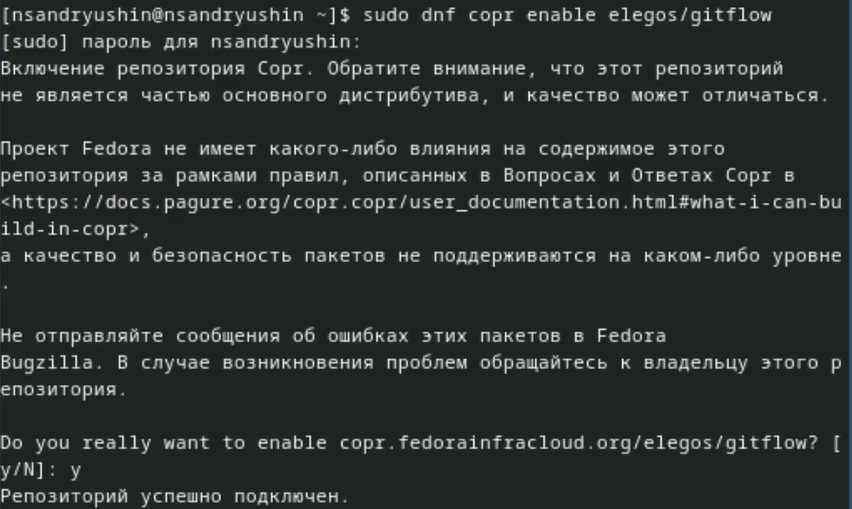 [nsandryushin@nsandryushin ~]$ sudo dnf copr enable elegos/gitflow
[sudo] пароль для nsandryushin:
Включение репозитория Copr. Обратите внимание, что этот репозиторий
не является частью основного дистрибутива, и качество может отличаться.
Проект Fedora не имеет какого-либо влияния на содержимое этого
репозитория за рамками правил, описанных в Вопросах и Ответах Copr в
<https://docs.pagure.org/copr.copr/user_documentation.html#what-i-can-bu
ild-in-copr>,
а качество и безопасность пакетов не поддерживаются на каком-либо уровне
.
Не отправляйте сообщения об ошибках этих пакетов в Fedora
Bugzilla. В случае возникновения проблем обращайтесь к владельцу этого р
епозитория.
Do you really want to enable copr.fedorainfracloud.org/elegos/gitflow? [
y/N]: y
Репозиторий успешно подключен.